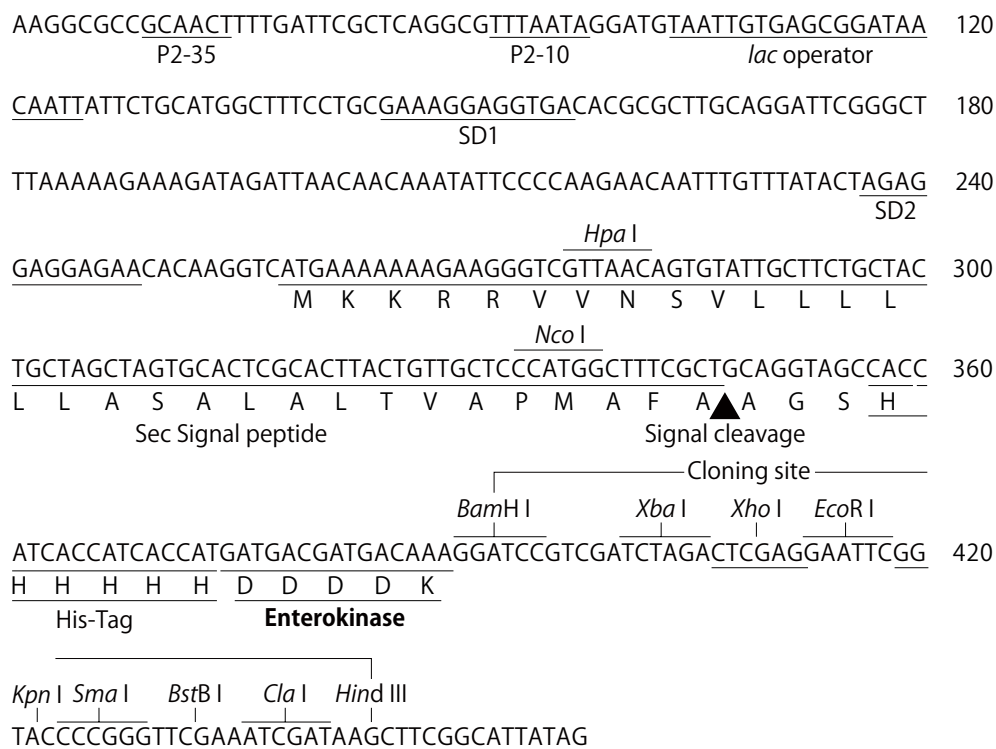 AAGGCGCCGCAACTTTTGATTCGCTCAGGCGTTTAATAGGATGTAATTGTGAGCGGATAA 120
P2-35 P2-10 lac operator
CAATTATTCTGCATGGCTTTCCTGCGAAAGGAGGTGACACGCGCTTGCAGGATTCGGGCT 180
SD1
TTAAAAAGAAAGATAGATTAACAACAAATATTCCCCAAGAACAATTTGTTTATACTAGAG 240
SD2
Hpa I
GAGGAGAACACAAGGTCATGAAAAAAAGAAGGGTCGTTAACAGTGTATTGCTTCTGCTAC 300
M K K R R V V N S V L L L L
Nco I
TGCTAGCTAGTGCACTCGCACTTACTGTTGCTCCCATGGCTTTCGCTGCAGGTAGCCACC 360
L L A S A L A L T V A P M A F A A G S H
Sec Signal peptide Signal cleavage
Cloning site
BamH I Xba I Xho I EcoR I
ATCACCATCACCATGATGACGATGACAAAGGATCCGTCGATCTAGACTCGAGGAATTCGG 420
H H H H H D D D D K
His-Tag Enterokinase
Kpn I Sma I BstB I Cla I Hind III
TACCCCGGGTTCGAAATCGATAAGCTTCGGCATTATAG